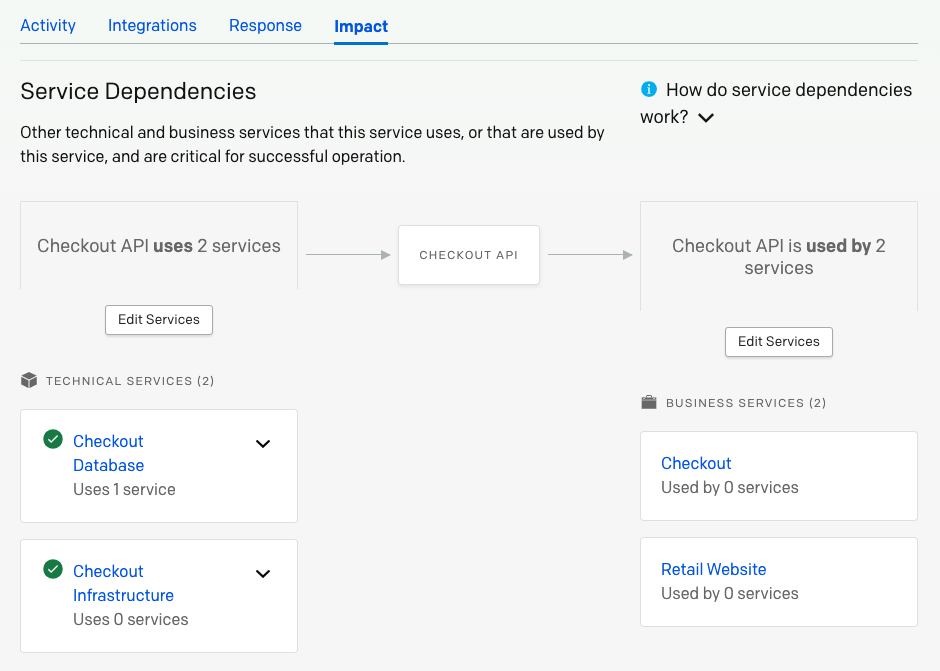 Activity Integrations Response Impact
Service Dependencies
Other technical and business services that this service uses, or that are used by
this service, and are critical for successful operation.
How do service dependencies
work?
Checkout API uses 2 services
Edit Services
CHECKOUT API
Checkout API is used by 2
services
Edit Services
TECHNICAL SERVICES (2)
Checkout
Database
Uses 1 service
Checkout
Infrastructure
Uses 0 services
BUSINESS SERVICES (2)
Checkout
Used by 0 services
Retail Website
Used by 0 services